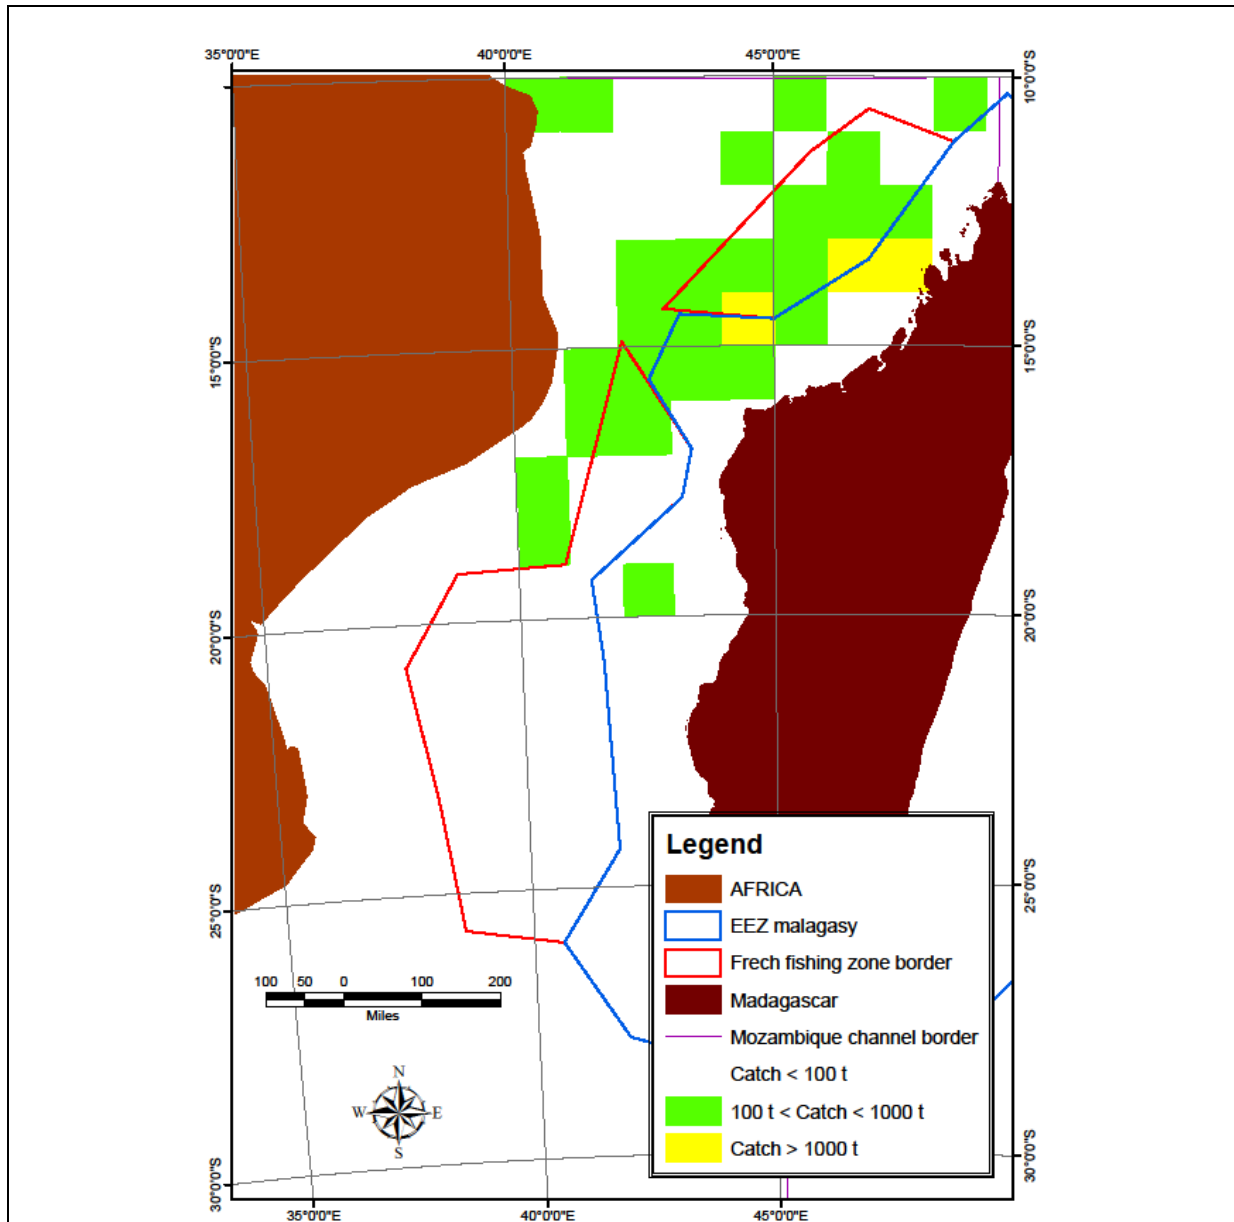 35°0'0"E 40°0'0"E 45°0'0"E
10°0'0"S
15°0'0"S 15°0'0"S
20°0'0"S 20°0'0"S
25°0'0"S 25°0'0"S
30°0'0"S 30°0'0"S
100 50 0 100 200
Miles
N
W E
S
Legend
AFRICA
EEZ malagasy
Frech fishing zone border
Madagascar
Mozambique channel border
Catch < 100 t
100 t < Catch < 1000 t
Catch > 1000 t
35°0'0"E 40°0'0"E 45°0'0"E